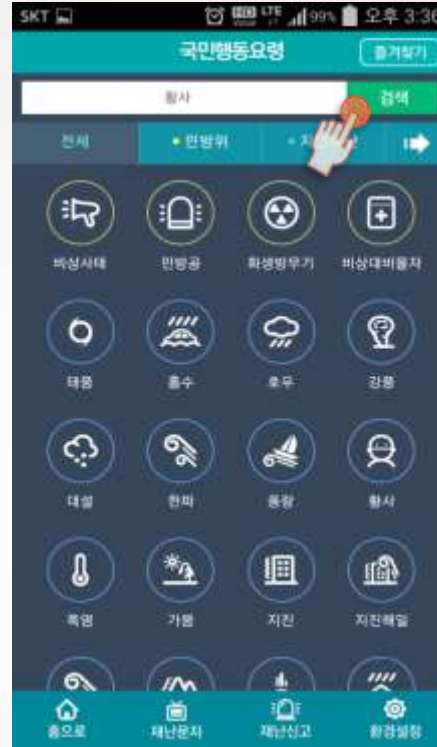 SKT LTE 99% 오후 3:36
국민행동요령 즐겨찾기
황사 검색
전체 • 민방위
비상사태 민방공 화생방무기 비상대비물자
태풍 홍수 호우 강풍
대설 한파 풍랑 황사
폭염 가뭄 지진 지진해일
홈으로 재난문자 재난신고 환경설정